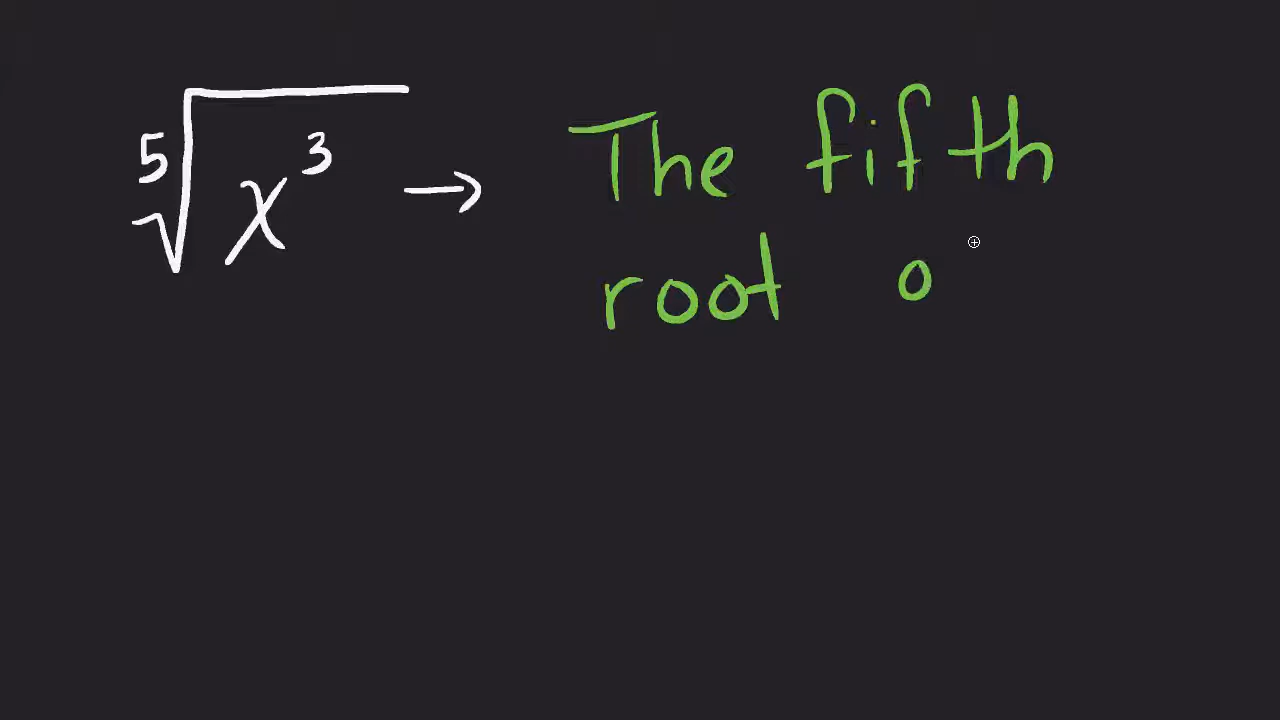 ⁵√x³ → The fifth
root o